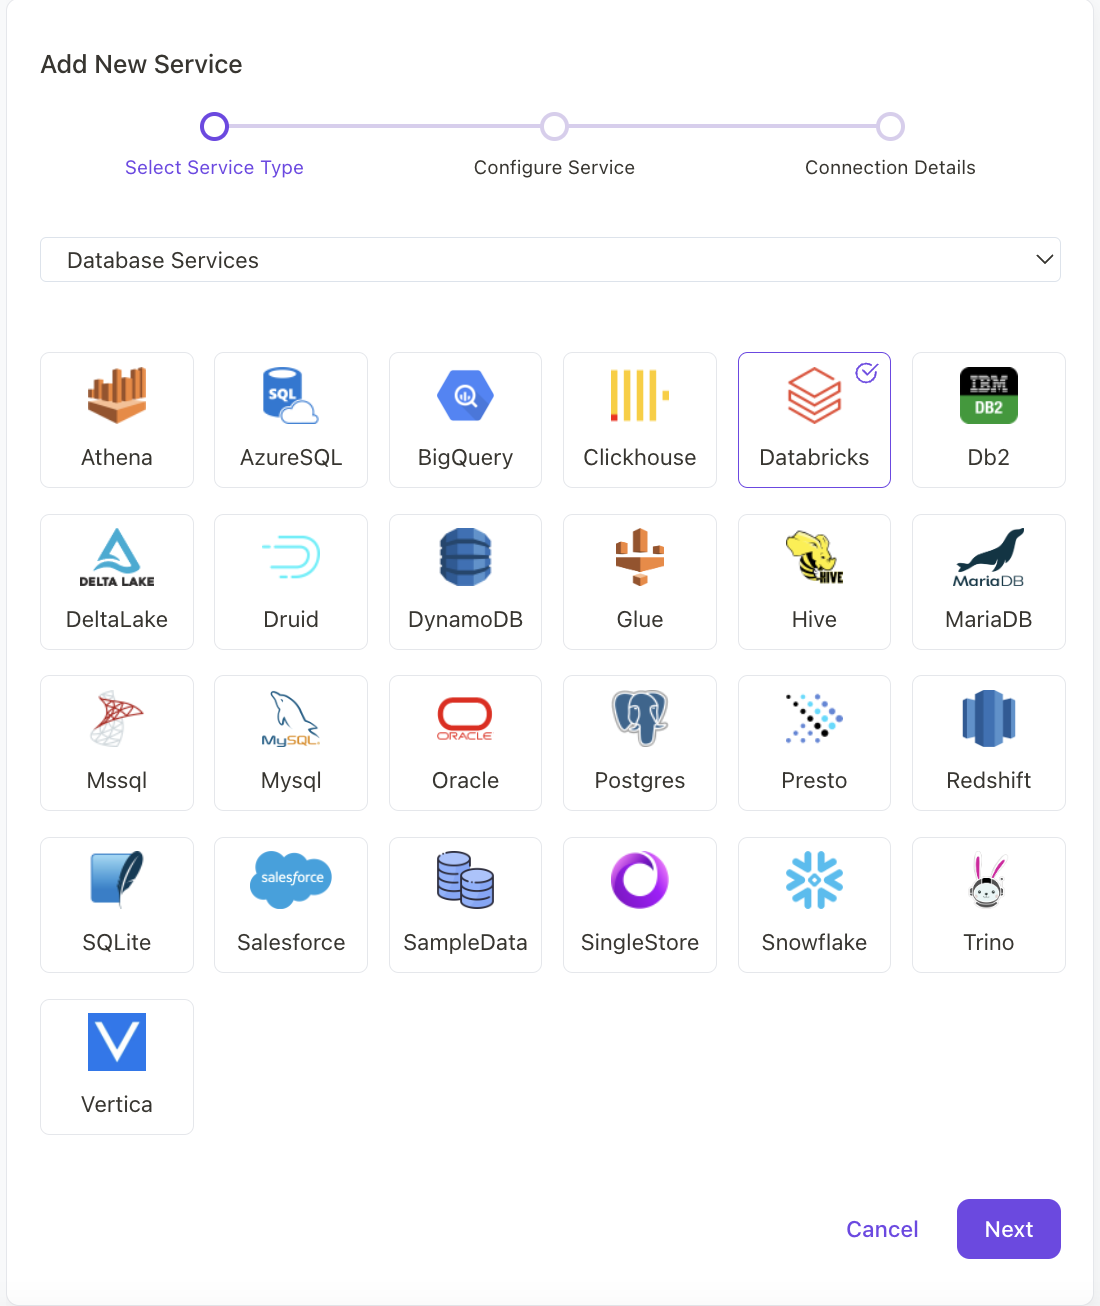 Add New Service
Select Service Type Configure Service Connection Details
Database Services
SQL IBM DB2
Athena AzureSQL BigQuery Clickhouse Databricks Db2
DELTA LAKE HIVE MariaDB
DeltaLake Druid DynamoDB Glue Hive MariaDB
MySQL ORACLE
Mssql Mysql Oracle Postgres Presto Redshift
salesforce
SQLite Salesforce SampleData SingleStore Snowflake Trino
V
Vertica
Cancel Next